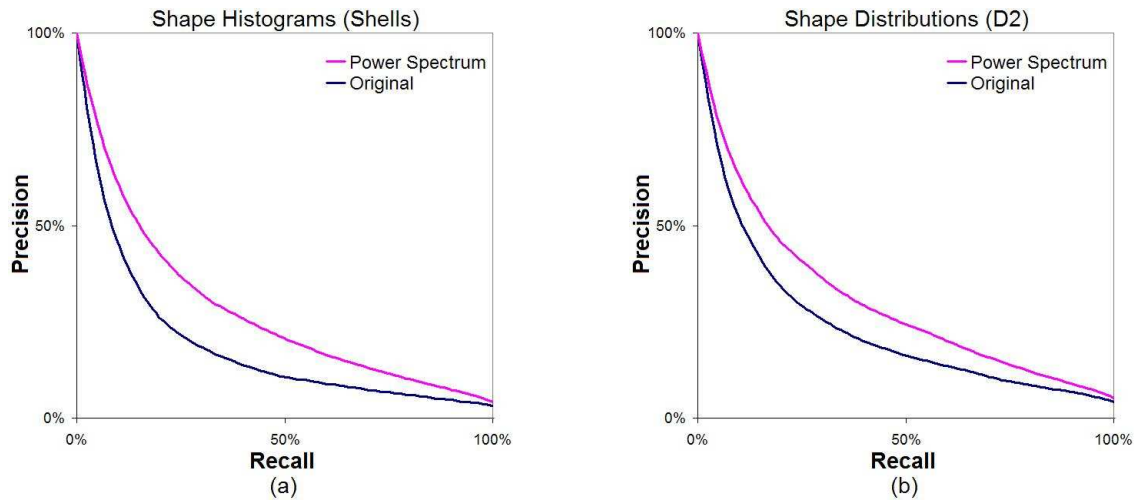 Shape Histograms (Shells)
100%
Power Spectrum
Original
Precision
50%
0%
0%
50%
100%
Recall
(a)
Shape Distributions (D2)
100%
Power Spectrum
Original
Precision
50%
0%
0%
50%
100%
Recall
(b)